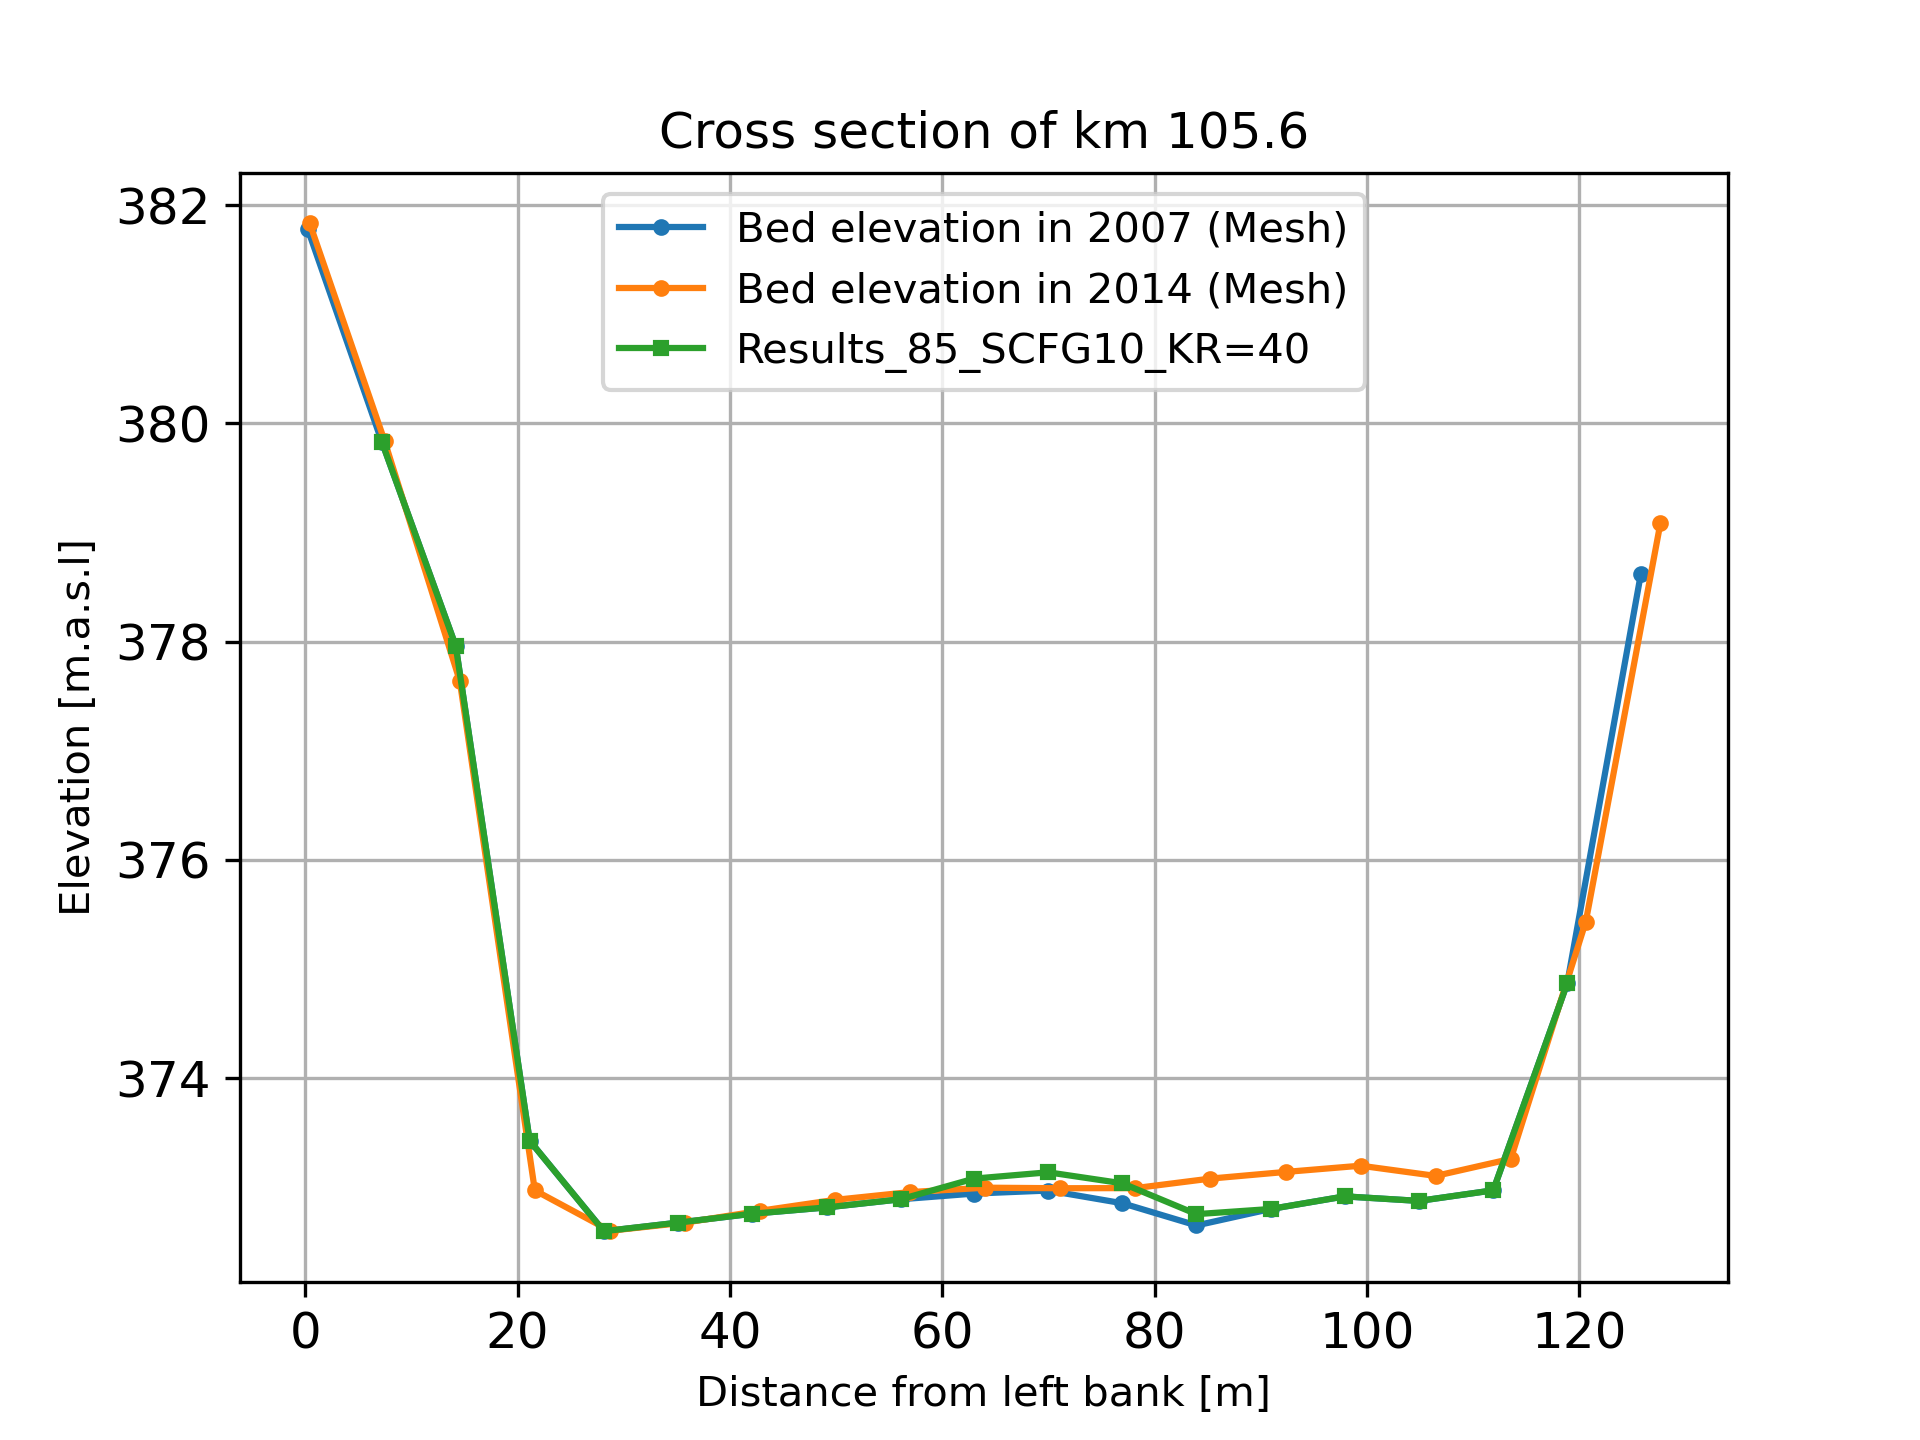 Cross section of km 105.6
Bed elevation in 2007 (Mesh)
Bed elevation in 2014 (Mesh)
Results_85_SCFG10_KR=40
382
380
378
376
374
Elevation [m.a.s.l]
0 20 40 60 80 100 120
Distance from left bank [m]